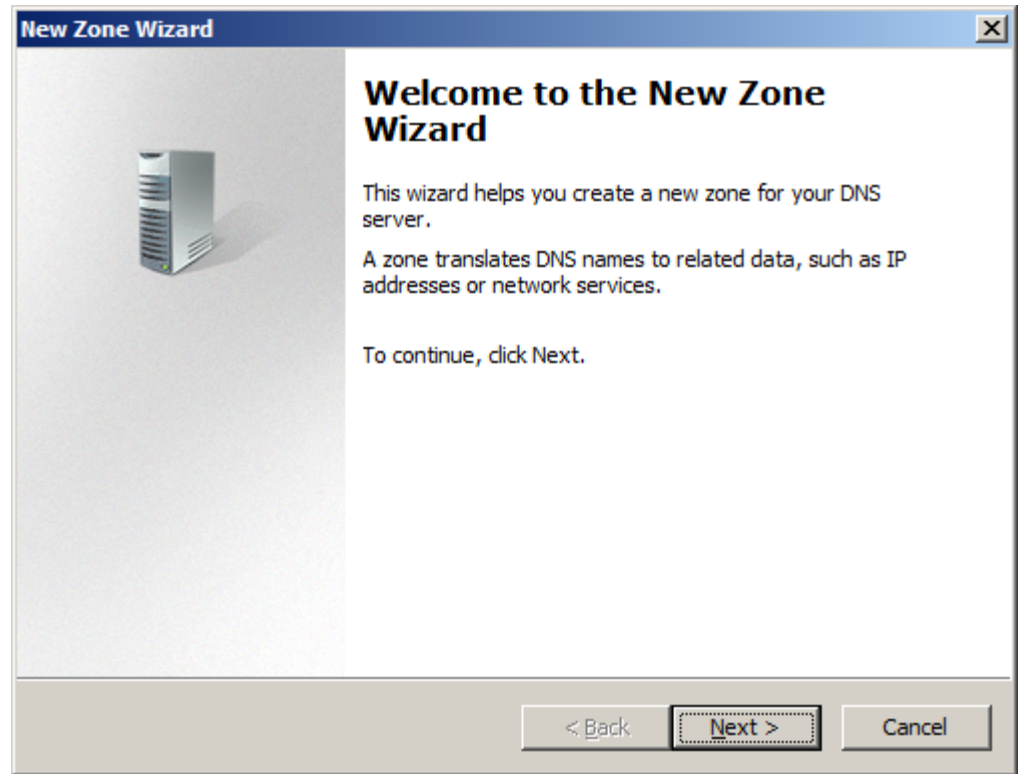 New Zone Wizard
Welcome to the New Zone
Wizard
This wizard helps you create a new zone for your DNS
server.
A zone translates DNS names to related data, such as IP
addresses or network services.
To continue, click Next.
< Back
Next >
Cancel